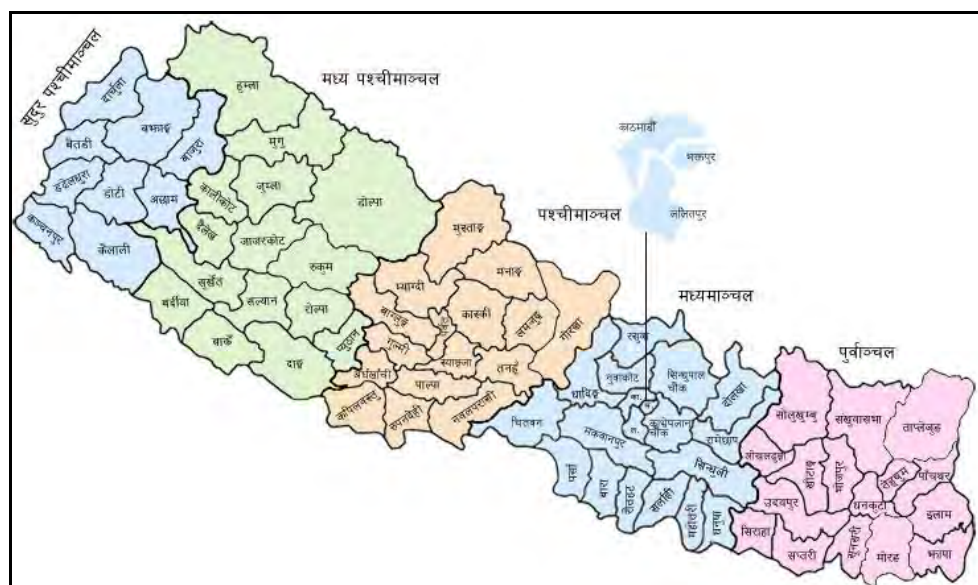 सुदुर पश्चीमाञ्चल
मध्य पश्चीमाञ्चल
पश्चीमाञ्चल
मध्यमाञ्चल
पुर्वाञ्चल
दार्चुला
बझाङ्ग
बैतडी
बाजुरा
डडेलधुरा
डोटी
अछाम
कञ्चनपुर
कैलाली
हुम्ला
मुगु
जुम्ला
कालीकोट
डोल्पा
दैलेख
जाजरकोट
रुकुम
सुर्खेत
सल्यान
रोल्पा
बर्दीया
बाँके
दाङ्ग
प्युठान
मुस्ताङ्ग
मनाङ्ग
म्याग्दी
कास्की
लमजुङ्ग
गोरखा
बाग्लुङ्ग
गुल्मी
स्याङ्जा
तनहुँ
अर्घाखाँची
पाल्पा
कपिलवस्तु
रुपनदेही
नवलपरासी
काठमाडौँ
भक्तपुर
ललितपुर
रसुवा
नुवाकोट
सिन्धुपाल
चौक
धादिङ्ग
दोलखा
का.
भ.
ल.
काभ्रेपलान
चौक
रामेछाप
चितवन
मकवानपुर
सिन्धुली
पर्सा
बारा
रौतहट
सर्लाही
महोत्तरी
धनुषा
सोलुखुम्बु
संखुवासभा
ताप्लेजुङ
ओखलढुङ्गा
खोटाङ्ग
भोजपुर
तेह्रथुम
पाँचथर
उदयपुर
धनकुटा
इलाम
सिराहा
सप्तरी
सुनसरी
मोरङ
झापा